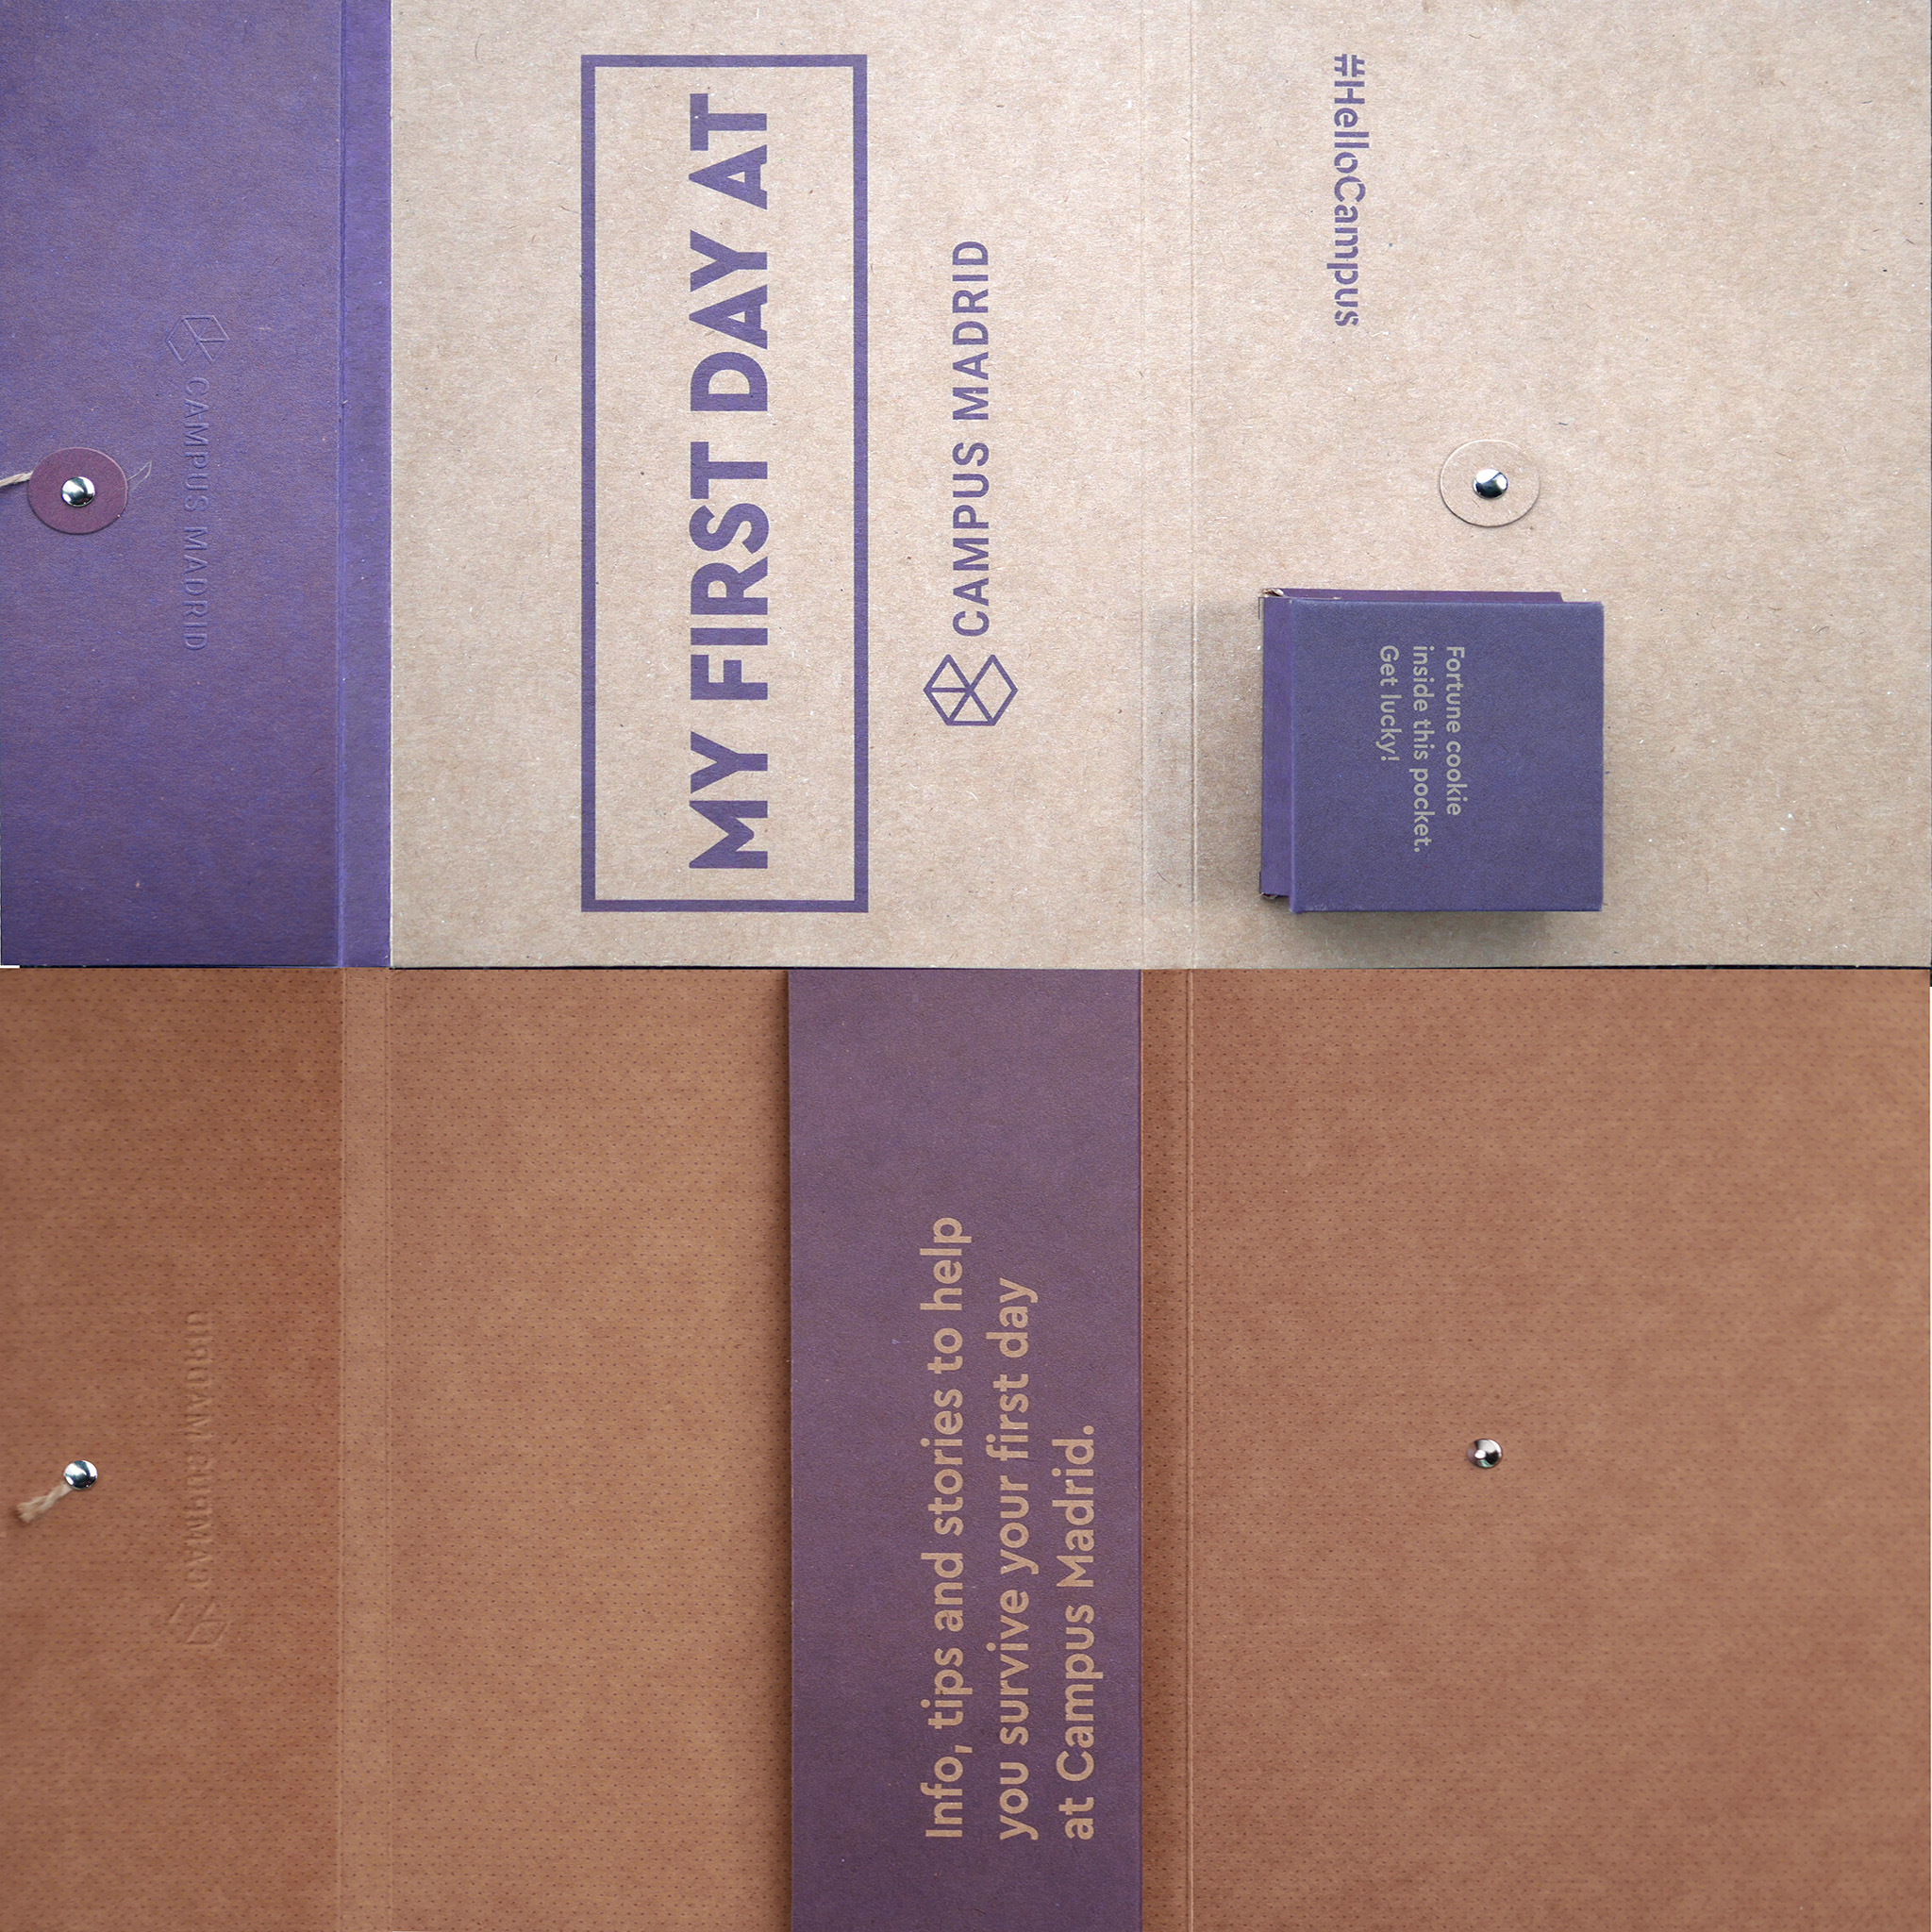 CAMPUS MADRID
MY FIRST DAY AT
CAMPUS MADRID
#HelloCampus
Fortune cookie
inside this pocket.
Get lucky!
CAMPUS MADRID
Info, tips and stories to help
you survive your first day
at Campus Madrid.